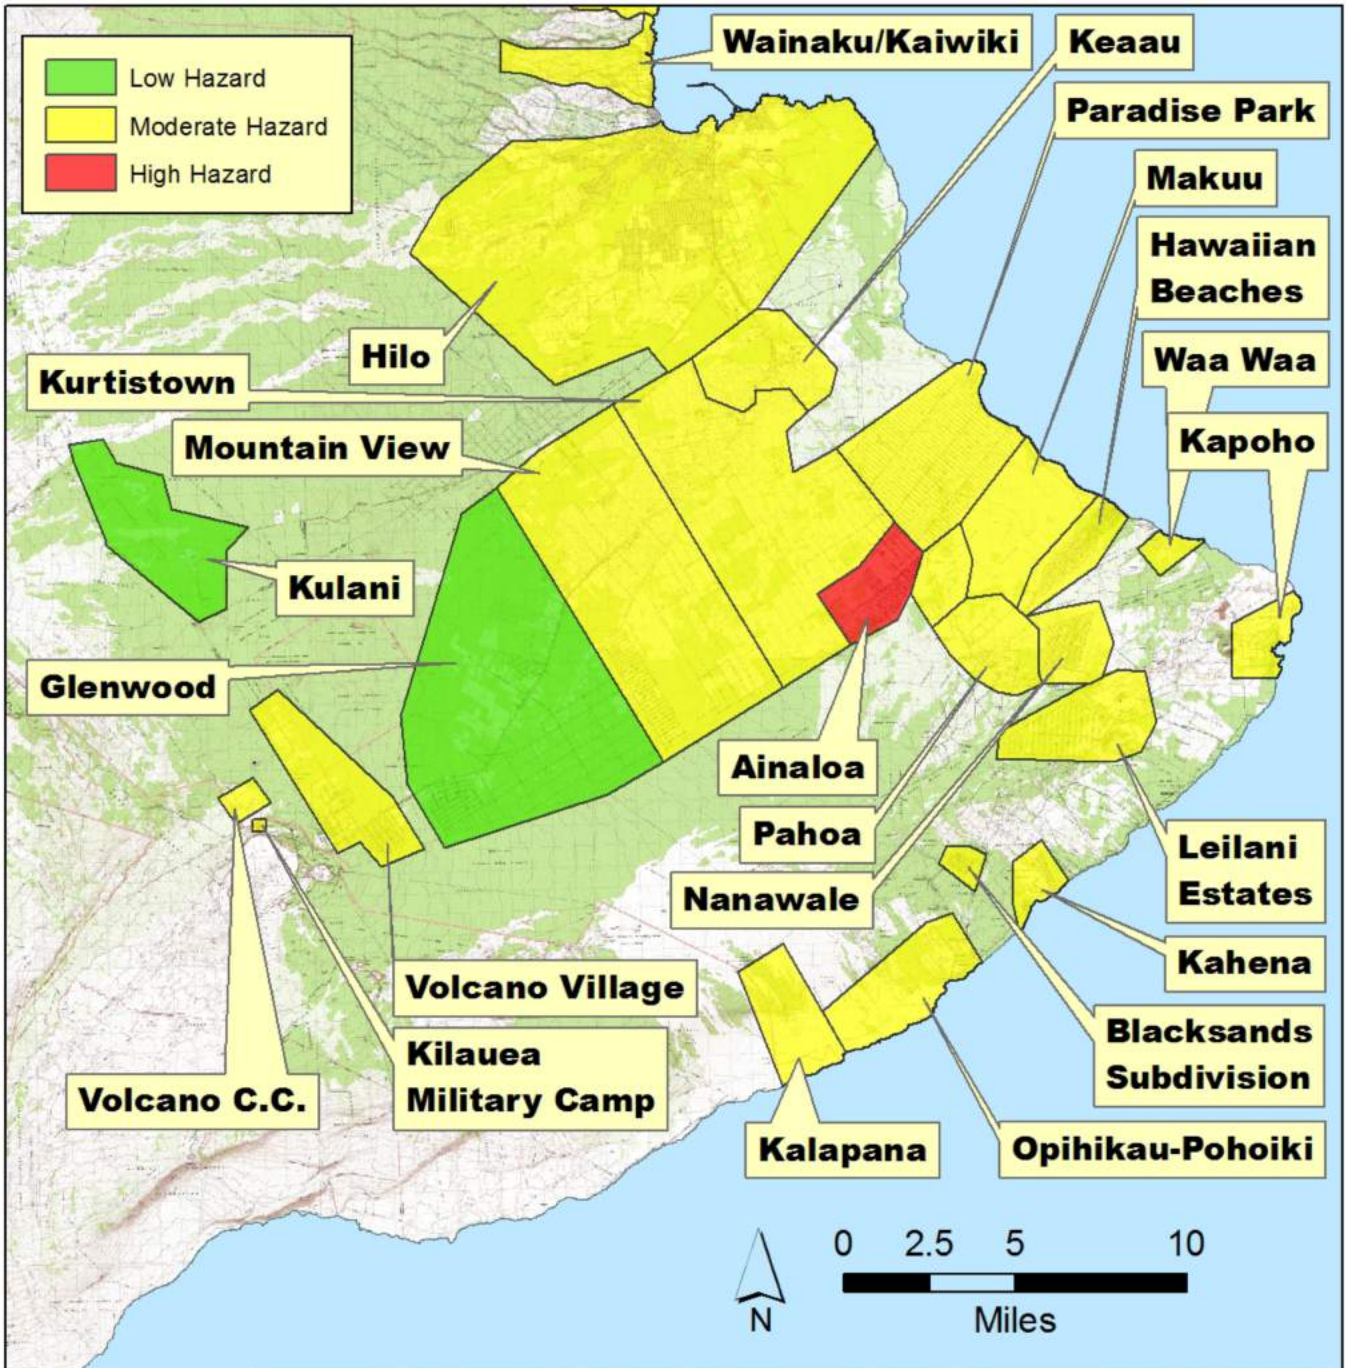 Low Hazard
Moderate Hazard
High Hazard
Wainaku/Kaiwiki
Keaau
Paradise Park
Makuu
Hawaiian
Beaches
Waa Waa
Kapoho
Hilo
Kurtistown
Mountain View
Kulani
Glenwood
Ainaloa
Pahoa
Nanawale
Leilani
Estates
Kahena
Volcano Village
Blacksands
Subdivision
Kilauea
Military Camp
Volcano C.C.
Kalapana
Opihikau-Pohoiki
N
0 2.5 5 10
Miles